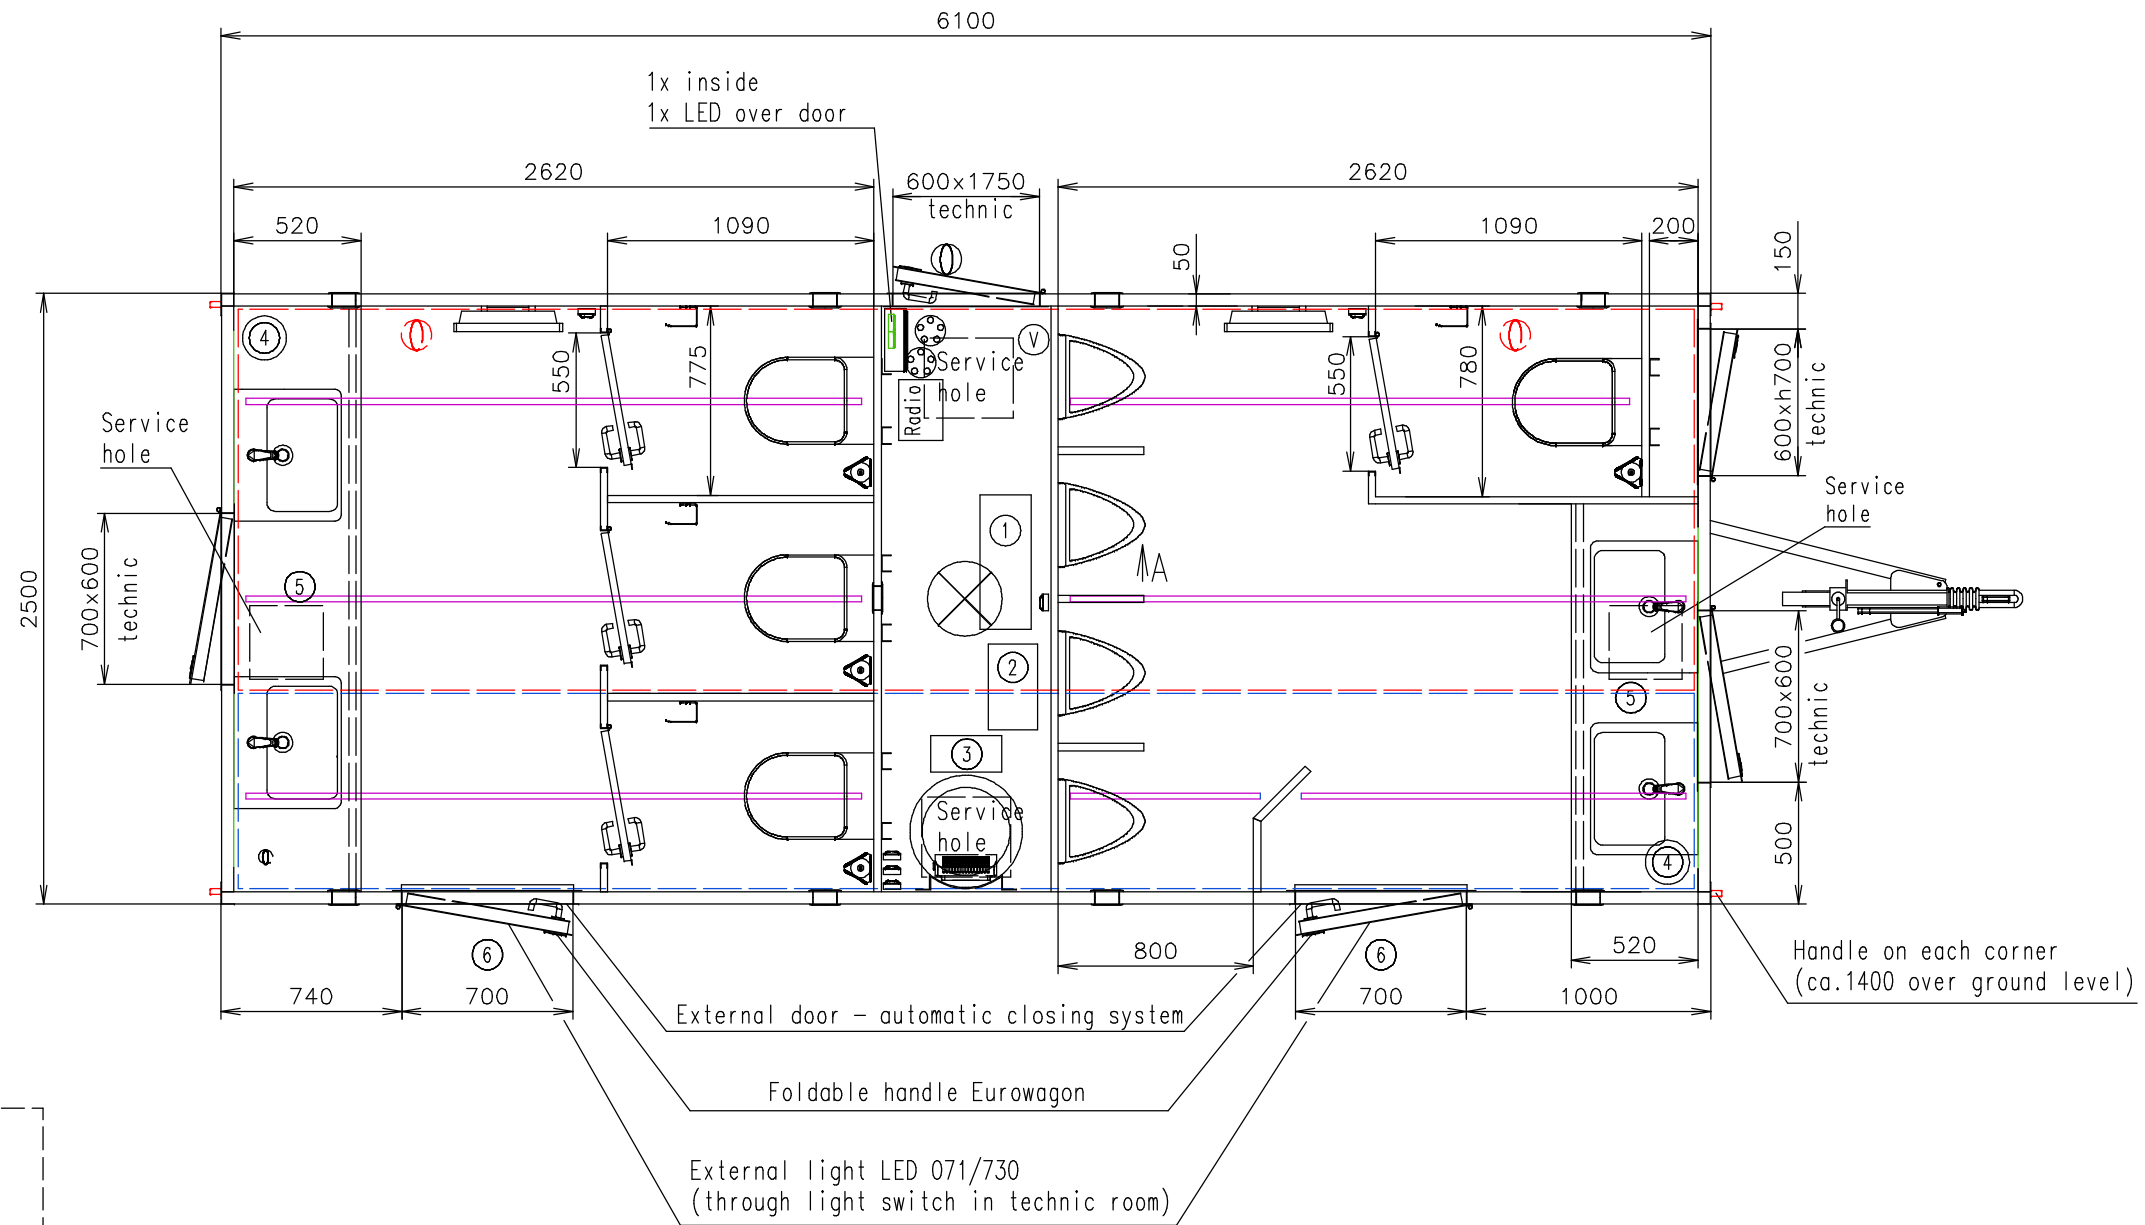 6100
1x inside
1x LED over door
2620
600x1750
technic
2620
520
1090
50
1090
200
150
2500
4
550
775
Service
hole
Radio
V
550
780
600xh700
technic
Service
hole
700x600
technic
5
1
A
Service
hole
2
5
700x600
technic
3
Service
hole
4
500
6
800
6
520
Handle on each corner
(ca.1400 over ground level)
740
700
External door – automatic closing system
700
1000
Foldable handle Eurowagon
External light LED 071/730
(through light switch in technic room)